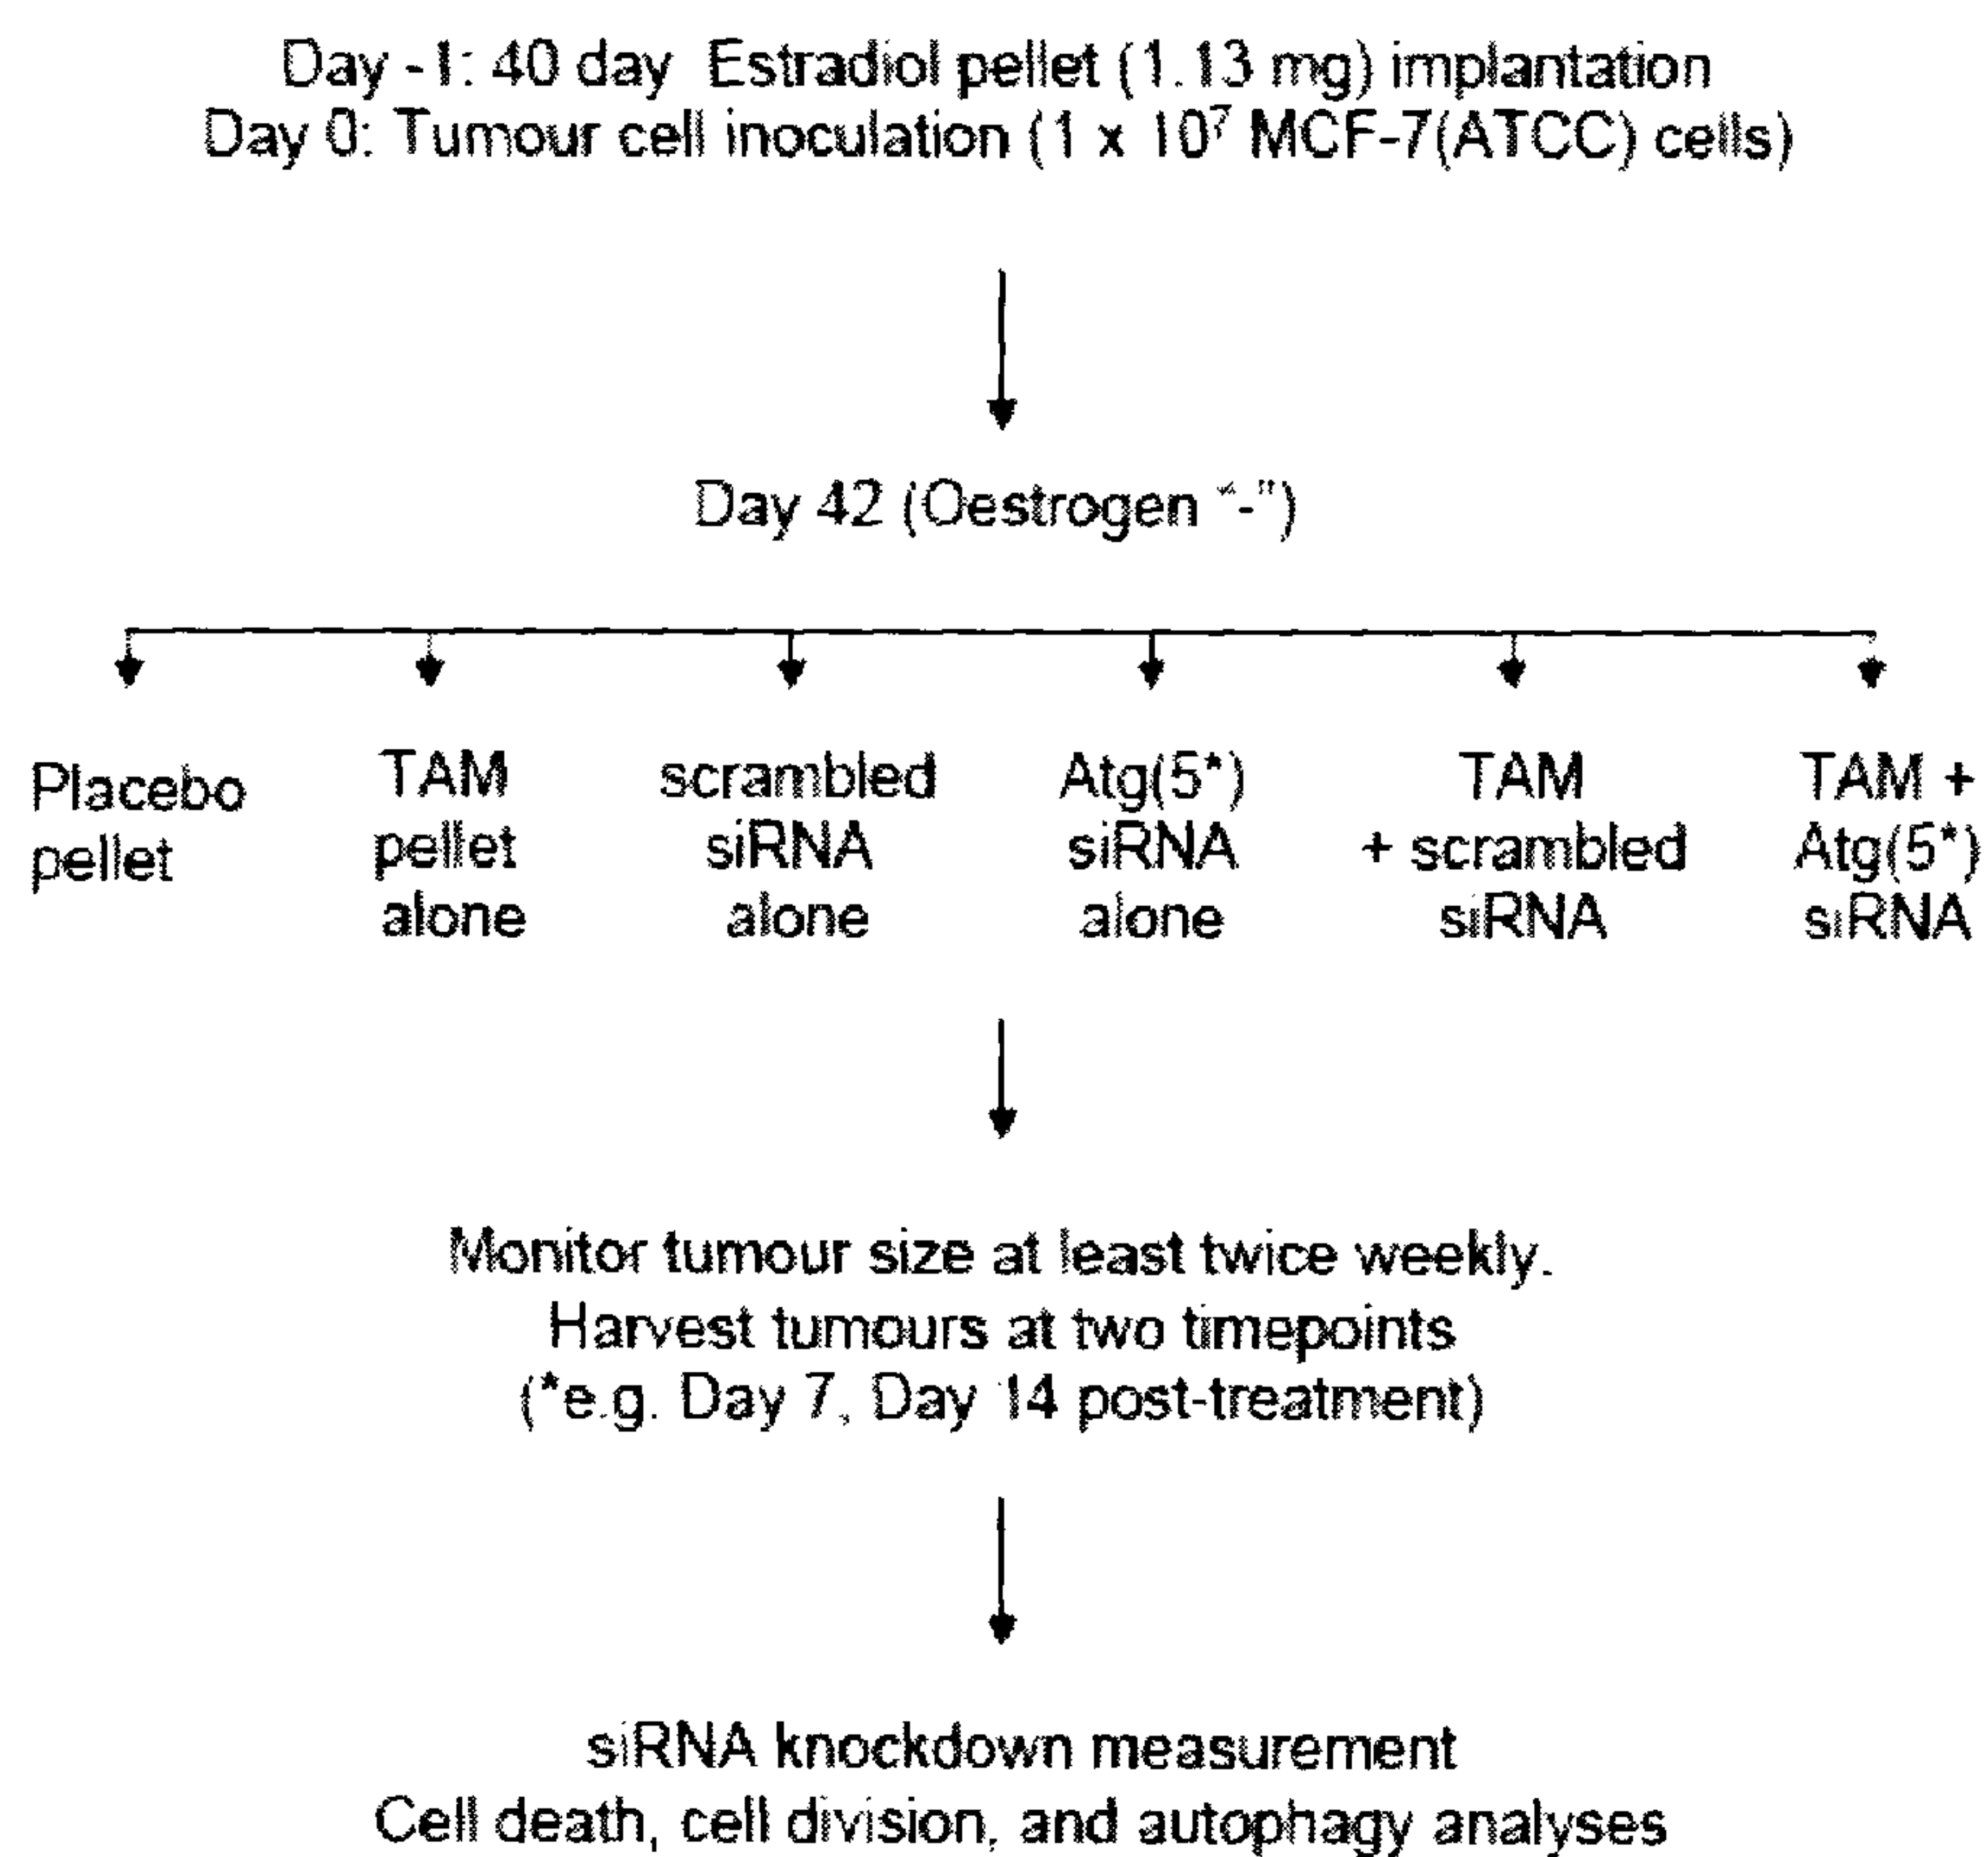 Day -1: 40 day Estradiol pellet (1.13 mg) implantation
Day 0: Tumour cell inoculation (1 x 10⁷ MCF-7(ATCC) cells)
Day 42 (Oestrogen "-")
Placebo pellet
TAM pellet alone
scrambled siRNA alone
Atg(5*) siRNA alone
TAM + scrambled siRNA
TAM + Atg(5*) siRNA
Monitor tumour size at least twice weekly.
Harvest tumours at two timepoints
(*e.g. Day 7, Day 14 post-treatment)
siRNA knockdown measurement
Cell death, cell division, and autophagy analyses